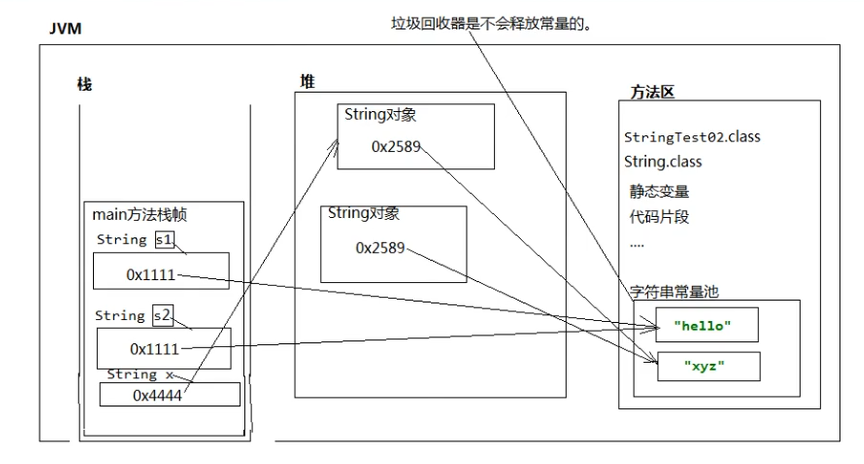 垃圾回收器是不会释放常量的。
JVM
栈
main方法栈帧
String s1
0x1111
String s2
0x1111
String x
0x4444
堆
String对象
0x2589
String对象
0x2589
方法区
StringTest02.class
String.class
静态变量
代码片段
....
字符串常量池
"hello"
"xyz"